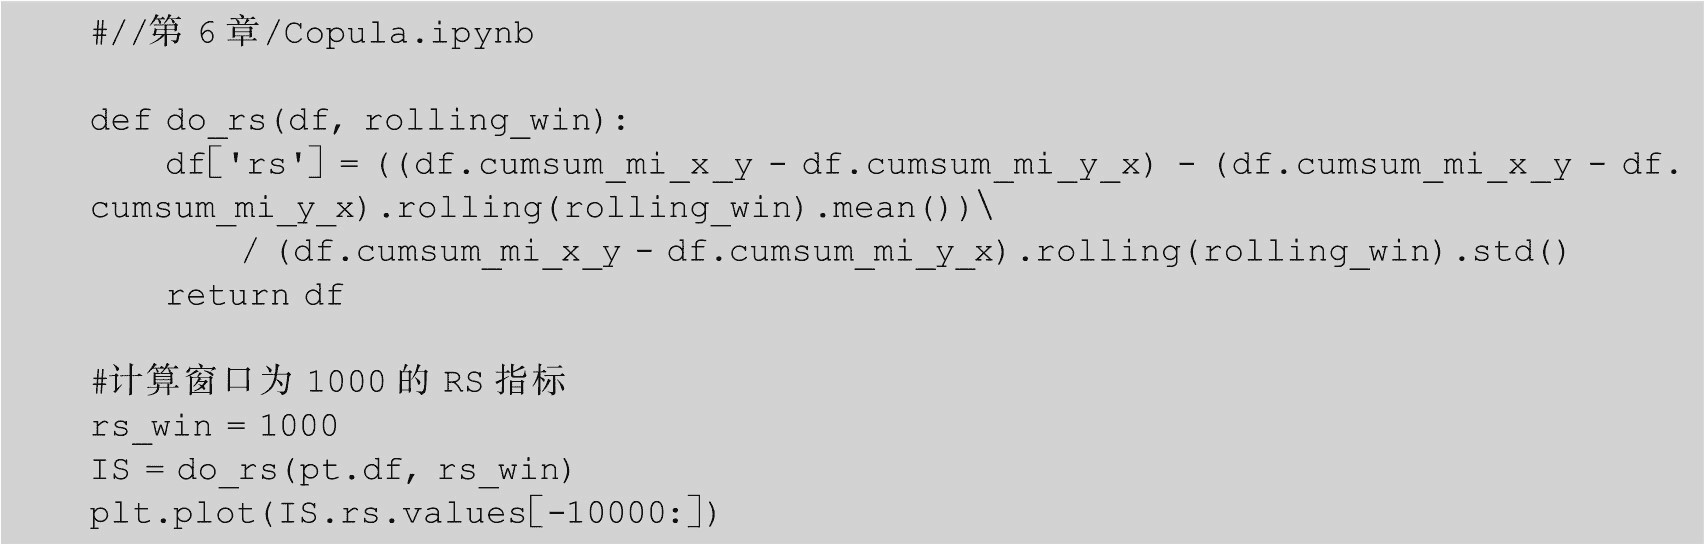 #//第 6 章/Copula.ipynb
def do_rs(df, rolling_win):
    df['rs'] = ((df.cumsum_mi_x_y - df.cumsum_mi_y_x) - (df.cumsum_mi_x_y - df.
cumsum_mi_y_x).rolling(rolling_win).mean())\
        / (df.cumsum_mi_x_y - df.cumsum_mi_y_x).rolling(rolling_win).std()
    return df
#计算窗口为 1000 的 RS 指标
rs_win = 1000
IS = do_rs(pt.df, rs_win)
plt.plot(IS.rs.values[-10000:])